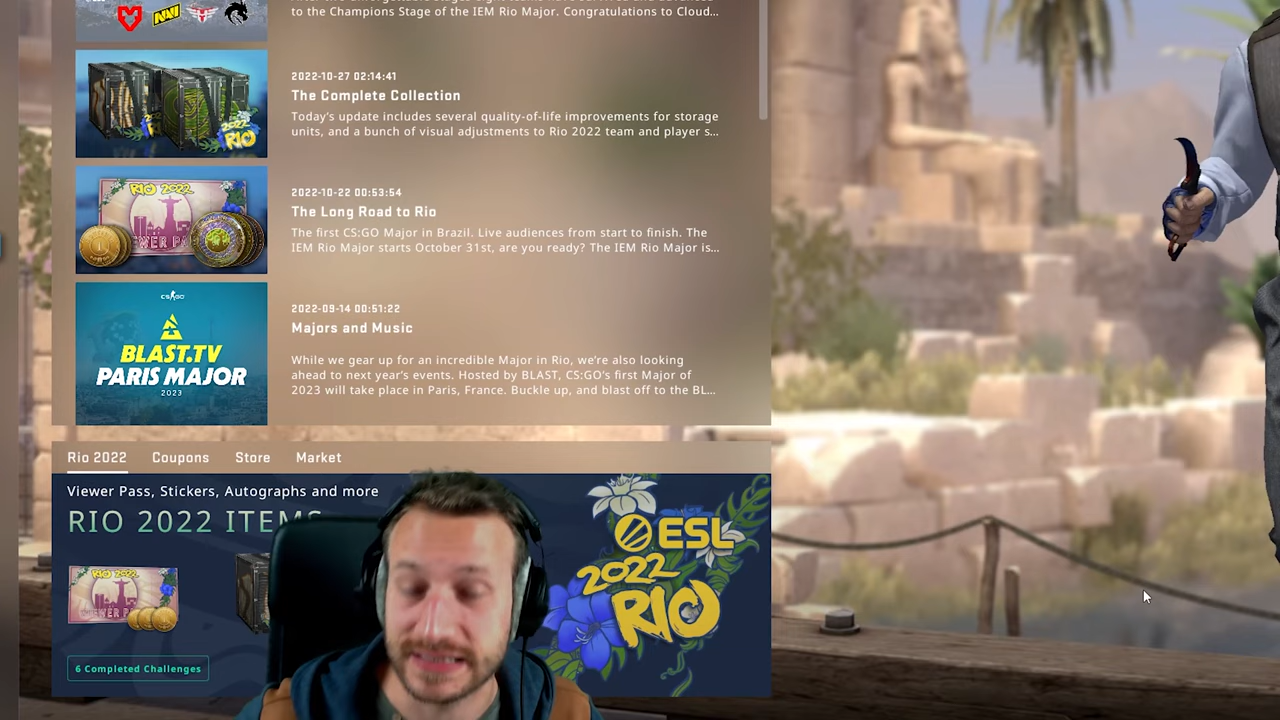 to the Champions Stage of the IEM Rio Major. Congratulations to Cloud...
NAVI
RIO
2022-10-27 02:14:41
The Complete Collection
Today's update includes several quality-of-life improvements for storage
units, and a bunch of visual adjustments to Rio 2022 team and player s...
RIO 2022
2022-10-22 00:53:54
The Long Road to Rio
The first CS:GO Major in Brazil. Live audiences from start to finish. The
IEM Rio Major starts October 31st, are you ready? The IEM Rio Major is...
CS:GO
BLAST.TV
PARIS MAJOR
2023
2022-09-14 00:51:22
Majors and Music
While we gear up for an incredible Major in Rio, we're also looking
ahead to next year's events. Hosted by BLAST, CS:GO's first Major of
2023 will take place in Paris, France. Buckle up, and blast off to the BL...
Rio 2022 Coupons Store Market
Viewer Pass, Stickers, Autographs and more
RIO 2022 ITEMS
RIO 2022
6 Completed Challenges
ESL
2022
RIO